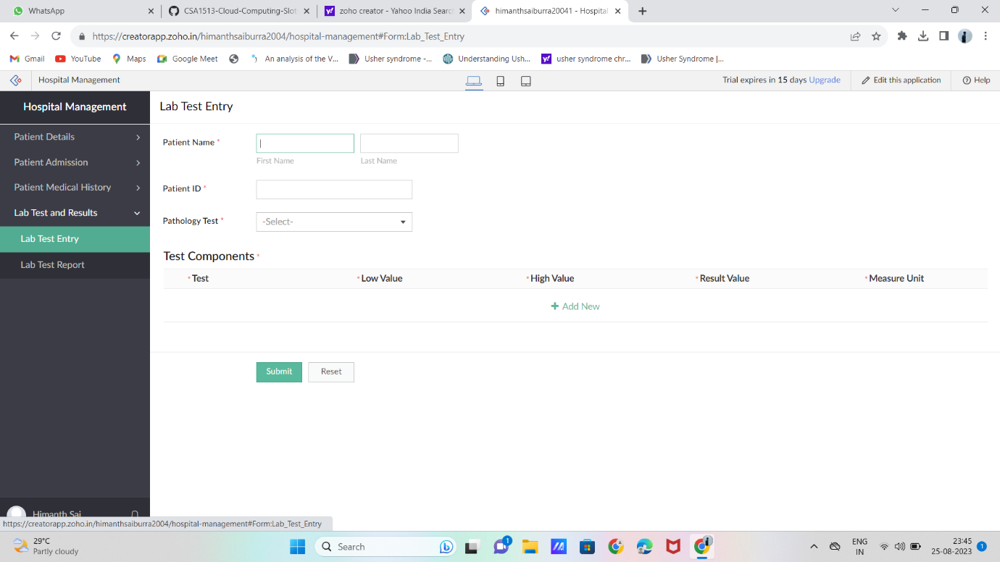 WhatsApp
CSA1513-Cloud-Computing-Slot-
zoho creator - Yahoo India Searc
himanthsaiburra20041 - Hospital
https://creatorapp.zoho.in/himanthsaiburra2004/hospital-management#Form:Lab_Test_Entry
Gmail
YouTube
Maps
Google Meet
An analysis of the V...
Usher syndrome -...
Understanding Ush...
usher syndrome chr...
Usher Syndrome |...
Hospital Management
Trial expires in 15 days Upgrade
Edit this application
Help
Hospital Management
Patient Details
Patient Admission
Patient Medical History
Lab Test and Results
Lab Test Entry
Lab Test Report
Himanth Sai
Lab Test Entry
Patient Name *
First Name
Last Name
Patient ID *
Pathology Test *
-Select-
Test Components *
* Test
* Low Value
* High Value
* Result Value
* Measure Unit
+ Add New
Submit
Reset
https://creatorapp.zoho.in/himanthsaiburra2004/hospital-management#Form:Lab_Test_Entry
29°C
Partly cloudy
Search
1
ENG
IN
23:45
25-08-2023
1